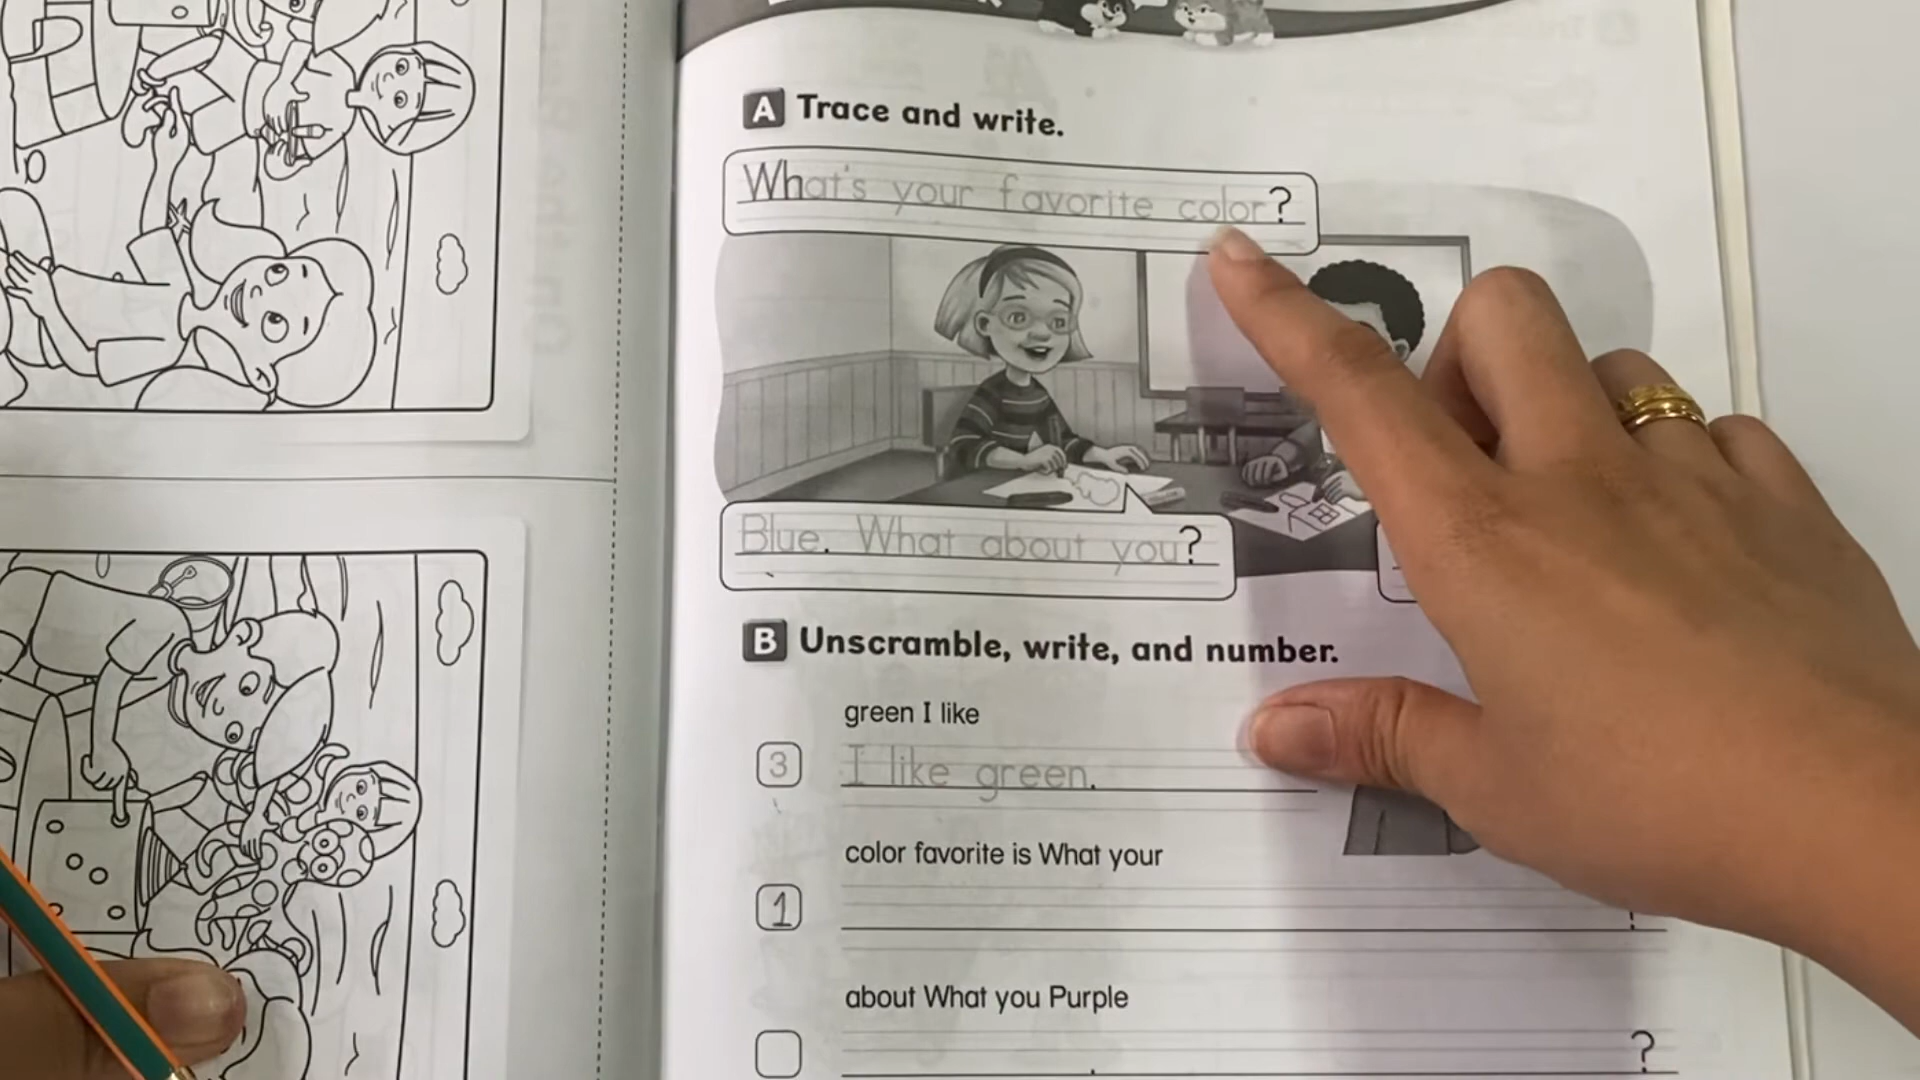 A Trace and write.
What's your favorite color?
Blue. What about you?
B Unscramble, write, and number.
green I like
3 I like green.
color favorite is What your
1
about What you Purple
. ?